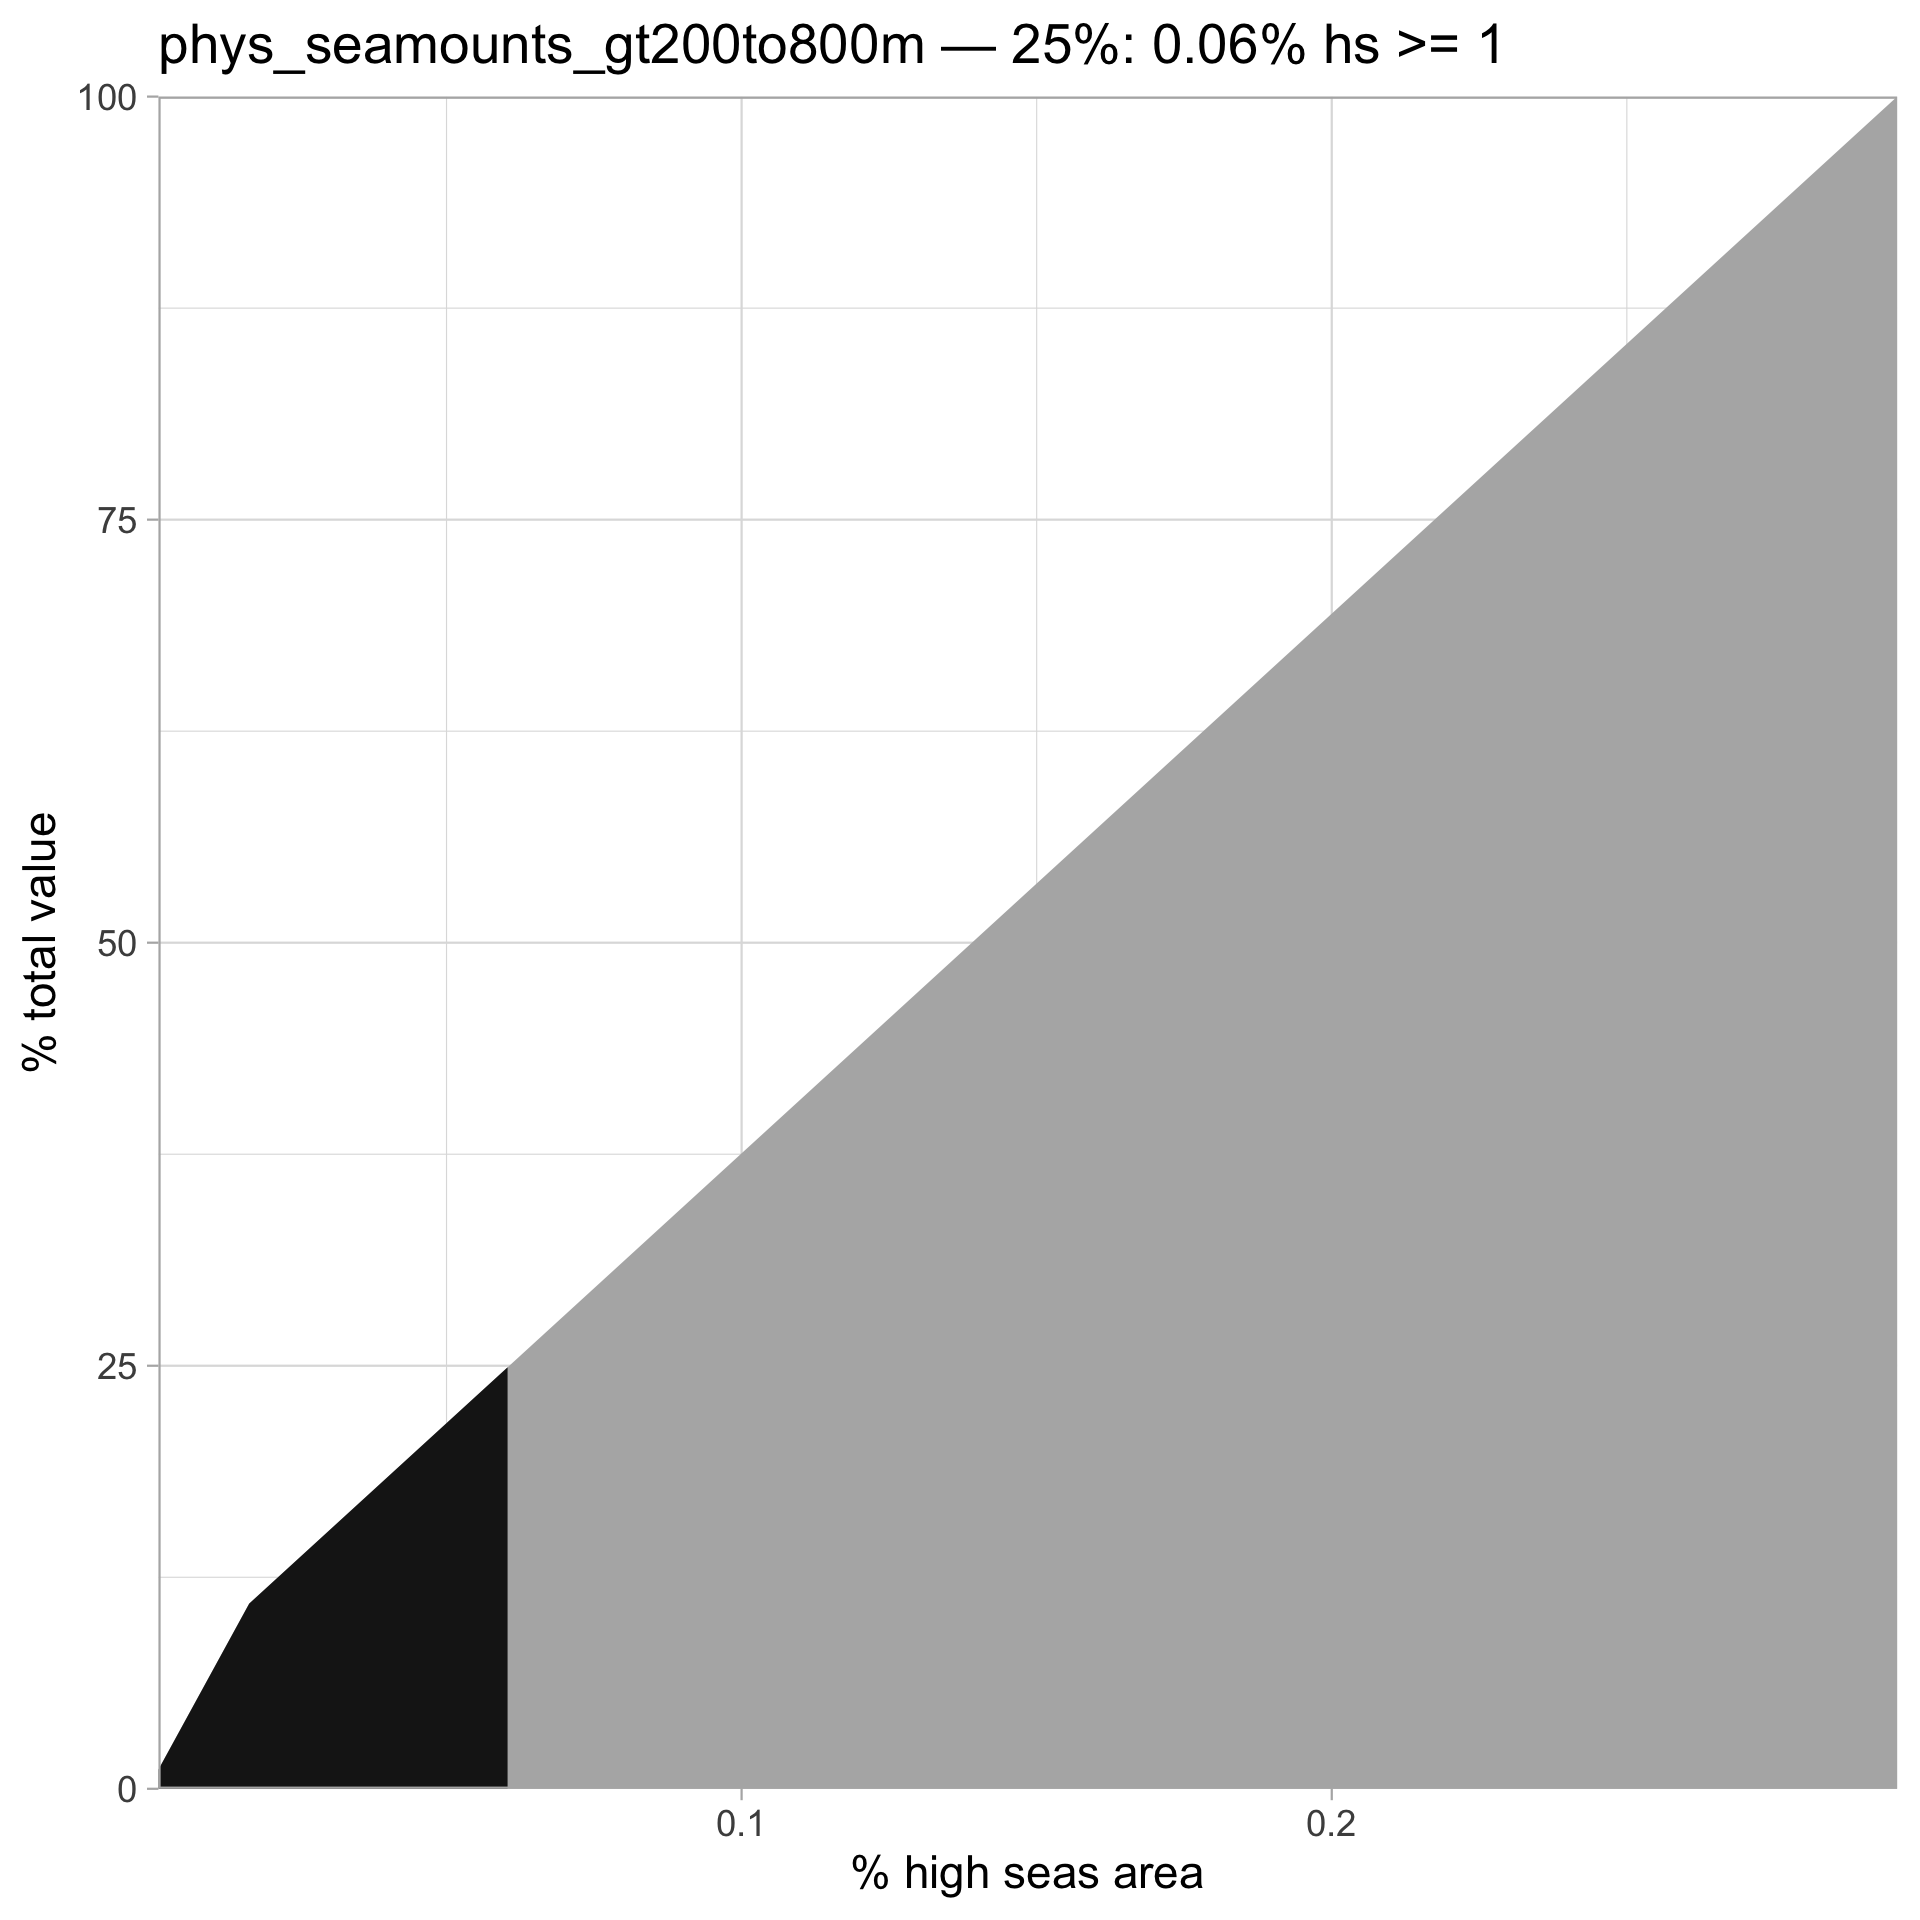 phys_seamounts_gt200to800m — 25%: 0.06% hs >= 1
100
75
50
25
0
% total value
0.1
0.2
% high seas area